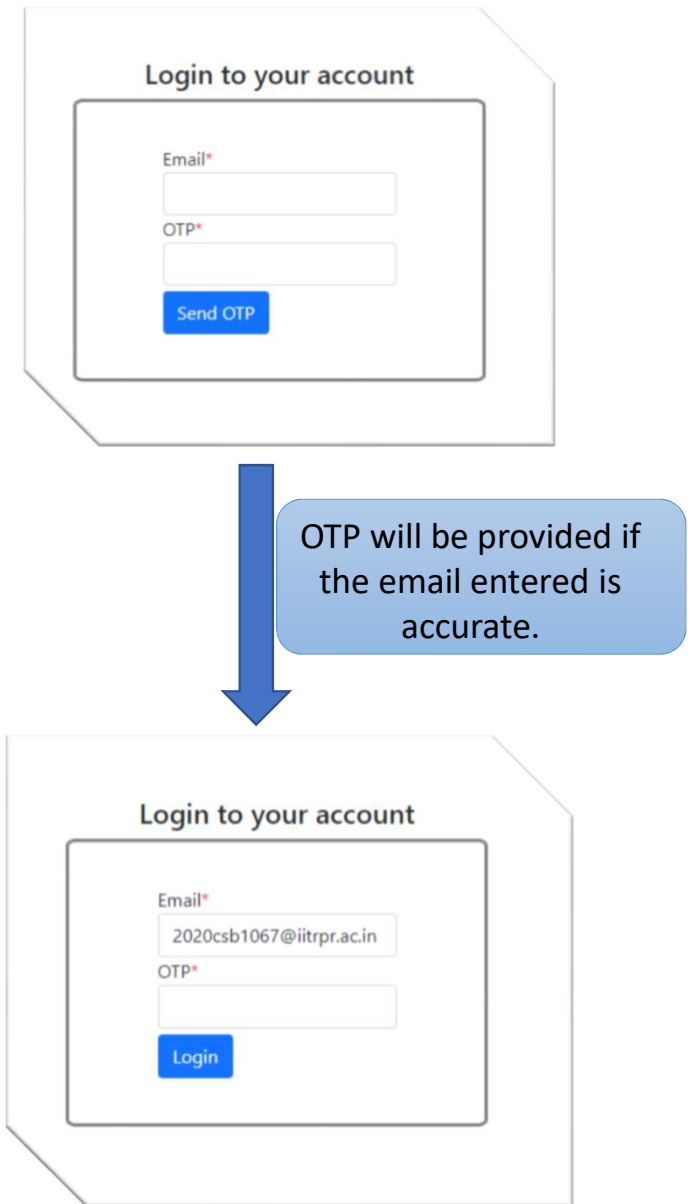 Login to your account
Email*
OTP*
Send OTP
OTP will be provided if
the email entered is
accurate.
Login to your account
Email*
2020csb1067@iitrpr.ac.in
OTP*
Login